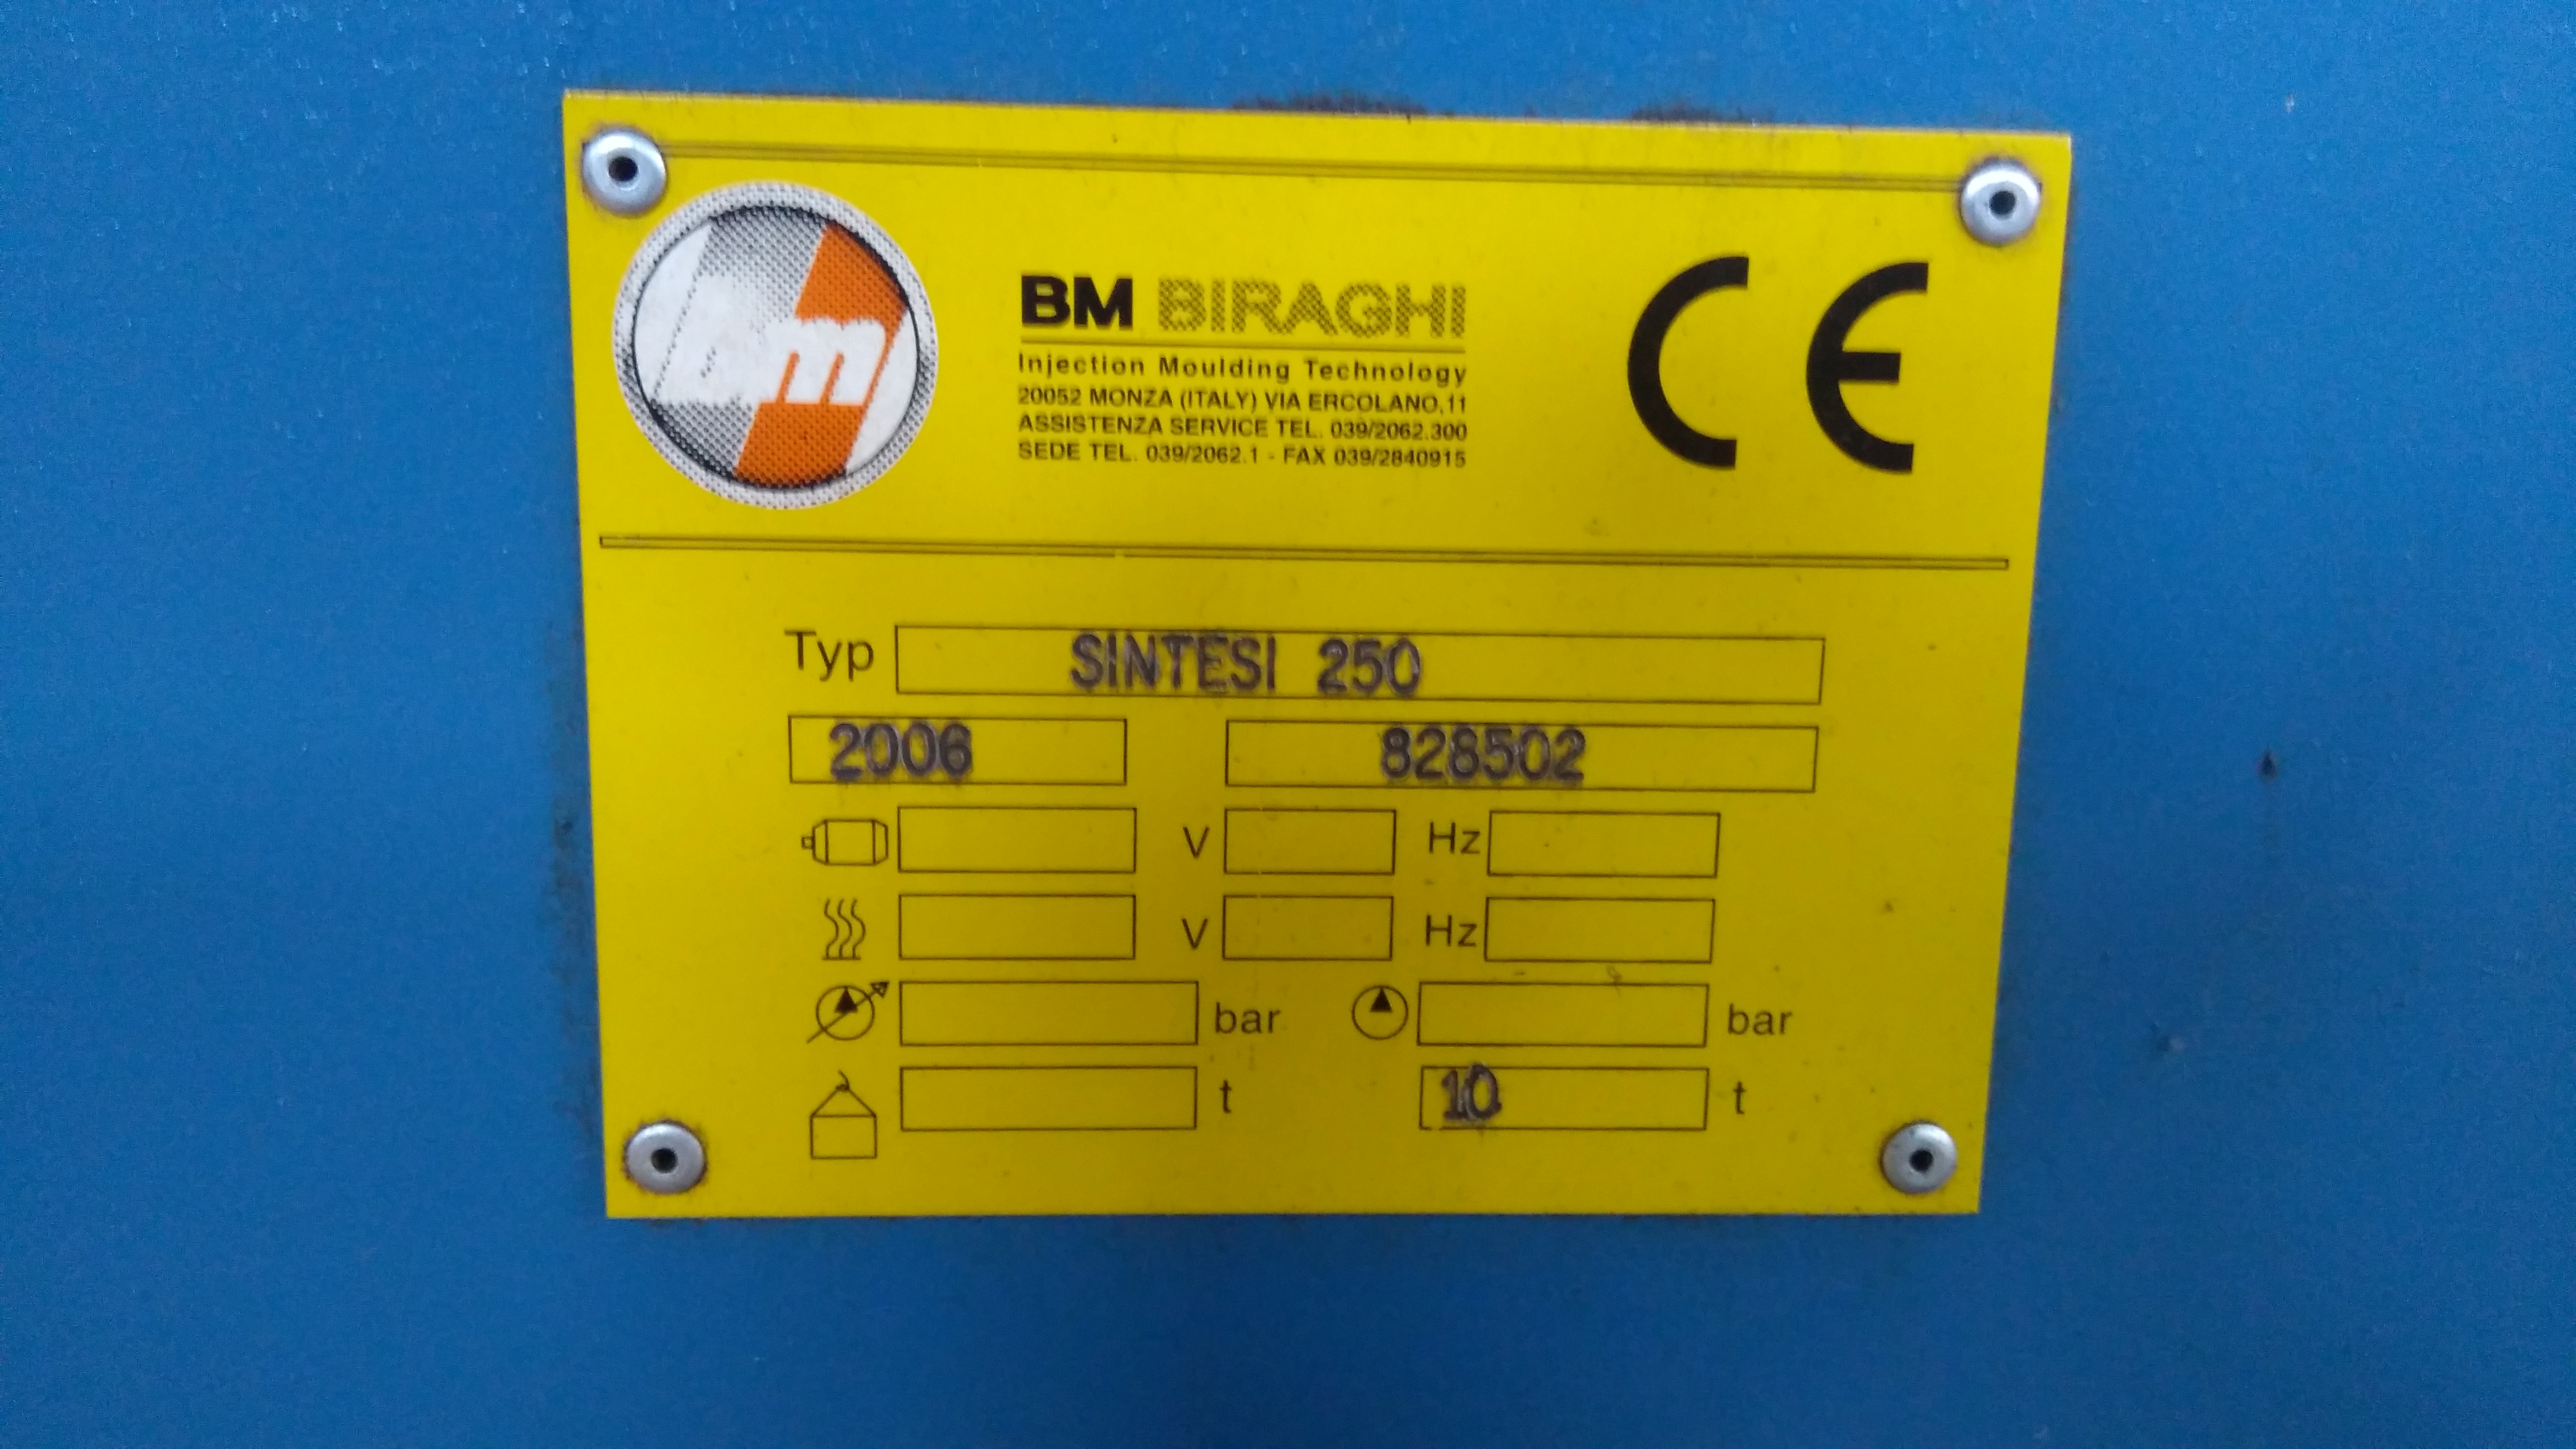 bm
BM BIRAGHI
Injection Moulding Technology
20052 MONZA (ITALY) VIA ERCOLANO,11
ASSISTENZA SERVICE TEL. 039/2062.300
SEDE TEL. 039/2062.1 - FAX 039/2840915
CE
Typ SINTESI 250
2006 828502
V Hz
V Hz
bar bar
t 10 t